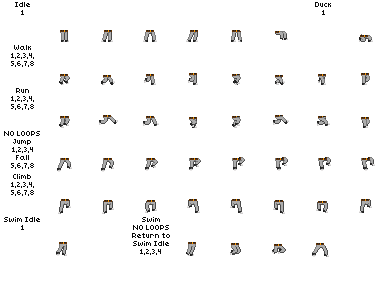 Idle
1
Duck
1
Walk
1,2,3,4,
5,6,7,8
Run
1,2,3,4,
5,6,7,8
NO LOOPS
Jump
1,2,3,4
Fall
5,6,7,8
Climb
1,2,3,4,
5,6,7,8
Swim Idle
1
Swim
NO LOOPS
Return to
Swim Idle
1,2,3,4